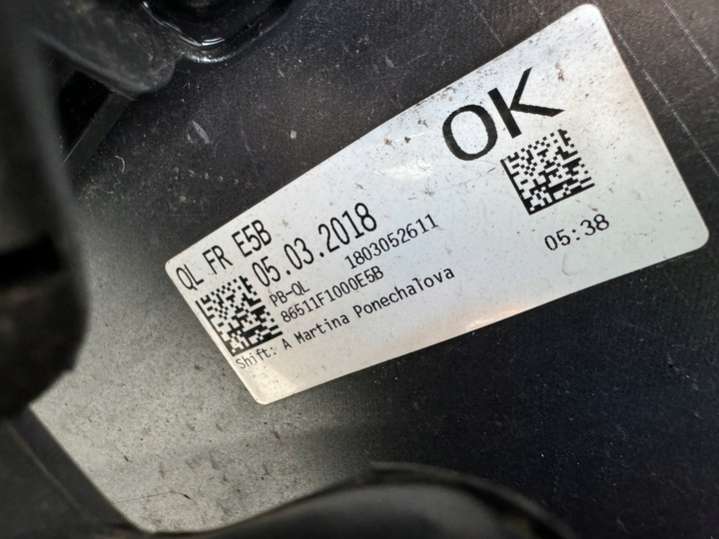 OK
QL FR E5B
05.03.2018
PB-QL 1803052611
86511F1000E5B
05:38
Shift: A Martina Ponechalova